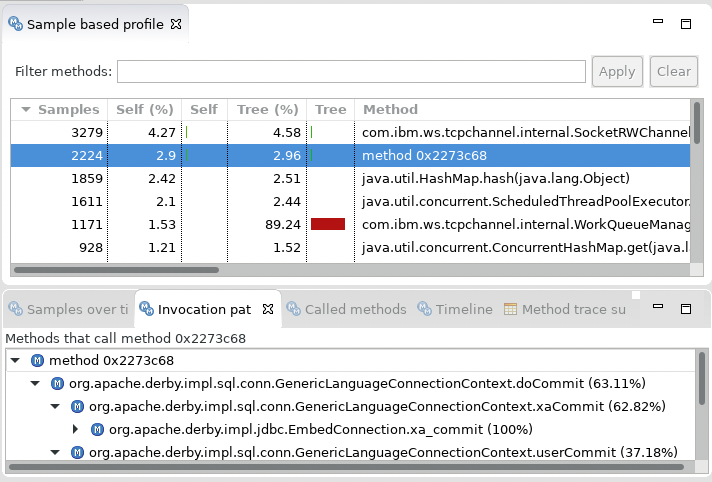 Sample based profile
Filter methods: Apply Clear
Samples Self (%) Self Tree (%) Tree Method
3279 4.27 4.58 com.ibm.ws.tcpchannel.internal.SocketRWChannel
2224 2.9 2.96 method 0x2273c68
1859 2.42 2.51 java.util.HashMap.hash(java.lang.Object)
1611 2.1 2.44 java.util.concurrent.ScheduledThreadPoolExecutor.
1171 1.53 89.24 com.ibm.ws.tcpchannel.internal.WorkQueueManag
928 1.21 1.52 java.util.concurrent.ConcurrentHashMap.get(java.l
Samples over ti Invocation pat Called methods Timeline Method trace su
Methods that call method 0x2273c68
M method 0x2273c68
M org.apache.derby.impl.sql.conn.GenericLanguageConnectionContext.doCommit (63.11%)
M org.apache.derby.impl.sql.conn.GenericLanguageConnectionContext.xaCommit (62.82%)
M org.apache.derby.impl.jdbc.EmbedConnection.xa_commit (100%)
M org.apache.derby.impl.sql.conn.GenericLanguageConnectionContext.userCommit (37.18%)